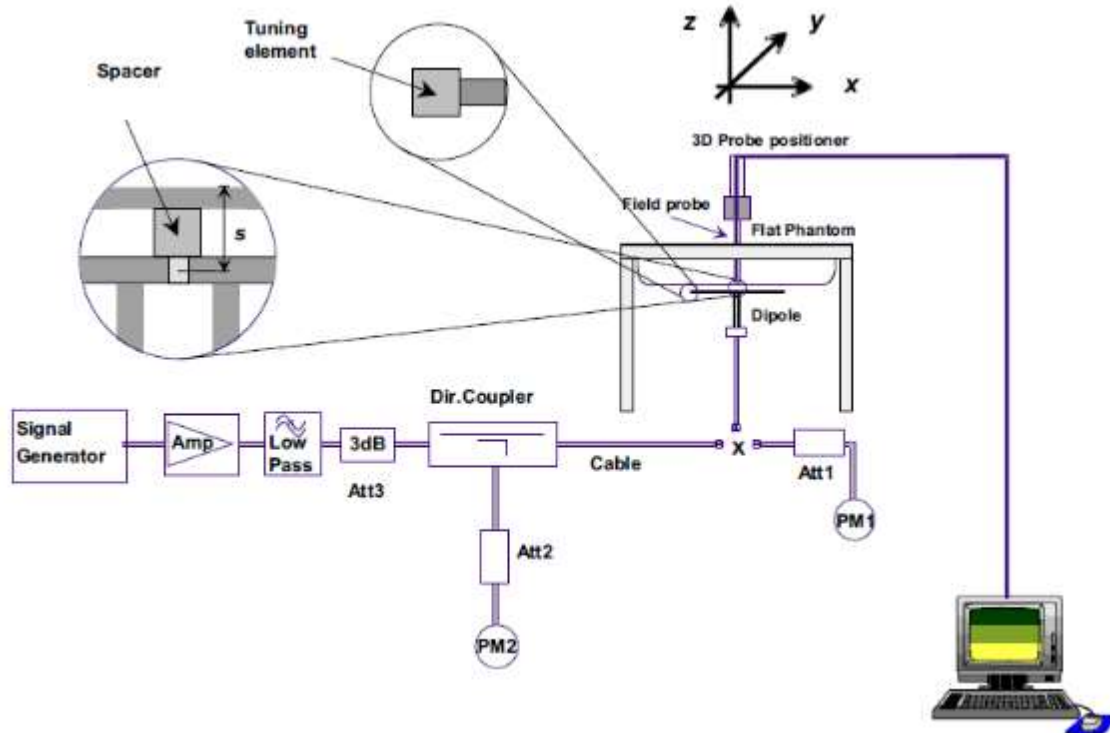 Tuning
element
Spacer
z
y
x
3D Probe positioner
Field probe
Flat Phantom
s
Dipole
Dir.Coupler
Signal
Generator
Amp
Low
Pass
3dB
Att3
Cable
X
Att1
PM1
Att2
PM2